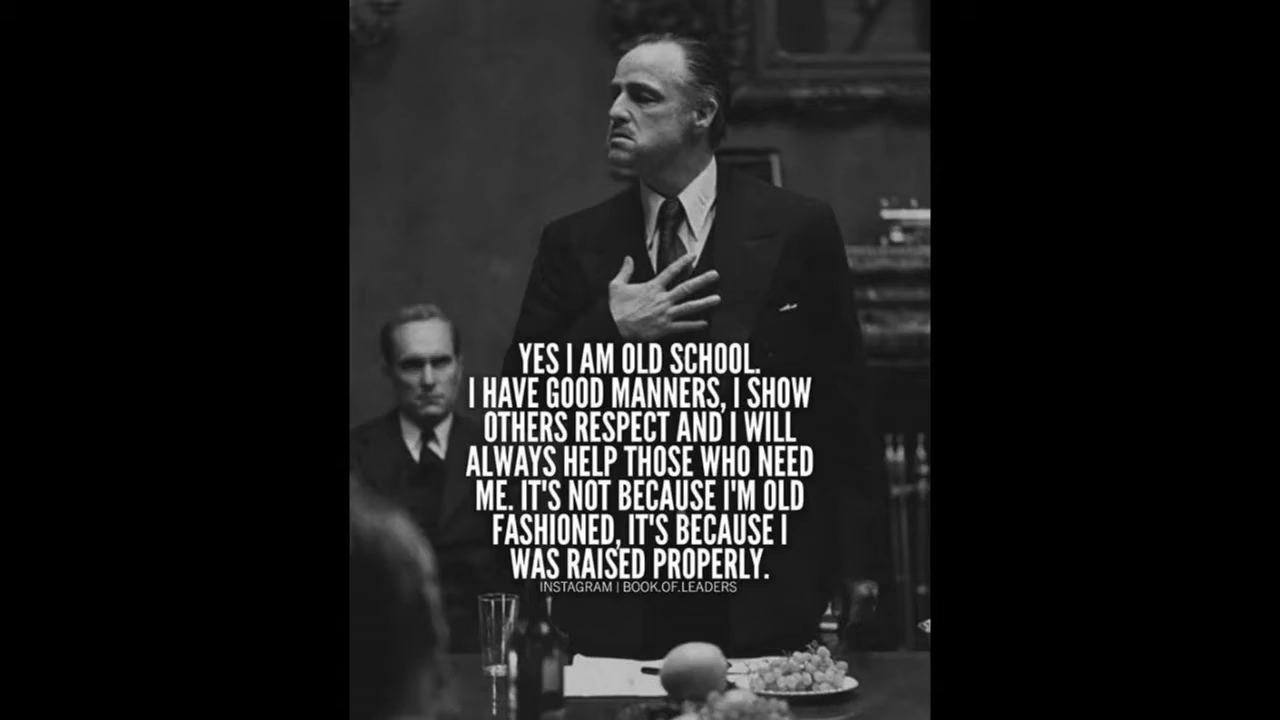 YES I AM OLD SCHOOL.
I HAVE GOOD MANNERS, I SHOW
OTHERS RESPECT AND I WILL
ALWAYS HELP THOSE WHO NEED
ME. IT'S NOT BECAUSE I'M OLD
FASHIONED, IT'S BECAUSE I
WAS RAISED PROPERLY.
INSTAGRAM | BOOK.OF.LEADERS